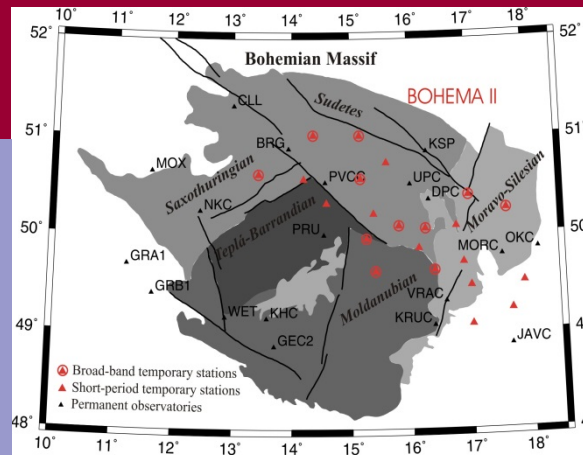 10° 11° 12° 13° 14° 15° 16° 17° 18°
52° 52°
Bohemian Massif
BOHEMA II
CLL
Sudetes
51° 51°
BRG
KSP
MOX
Saxothuringian
PVCC
UPC
DPC
Moravo-Silesian
NKC
50° 50°
Teplá-Barrandian
PRU
MORC
OKC
GRA1
GRB1
Moldanubian
VRAC
WET
KHC
KRUC
49° 49°
GEC2
JAVC
Broad-band temporary stations
Short-period temporary stations
Permanent observatories
48° 48°
10° 11° 12° 13° 14° 15° 16° 17° 18°